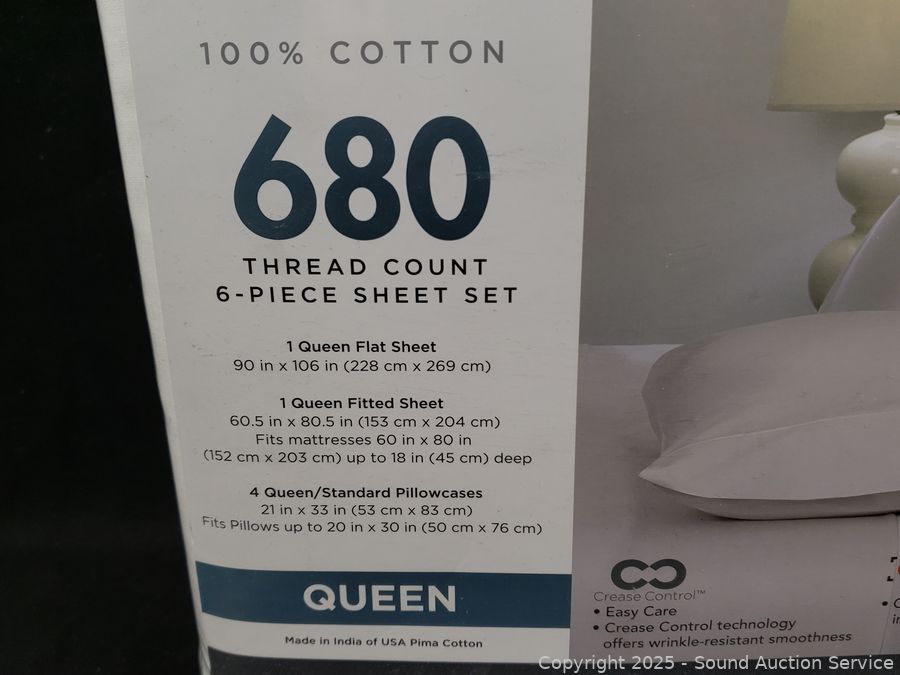 100% COTTON
680
THREAD COUNT
6-PIECE SHEET SET
1 Queen Flat Sheet
90 in x 106 in (228 cm x 269 cm)
1 Queen Fitted Sheet
60.5 in x 80.5 in (153 cm x 204 cm)
Fits mattresses 60 in x 80 in
(152 cm x 203 cm) up to 18 in (45 cm) deep
4 Queen/Standard Pillowcases
21 in x 33 in (53 cm x 83 cm)
Fits Pillows up to 20 in x 30 in (50 cm x 76 cm)
QUEEN
Made in India of USA Pima Cotton
Crease Control™
• Easy Care
• Crease Control technology
offers wrinkle-resistant smoothness
Copyright 2025 - Sound Auction Service